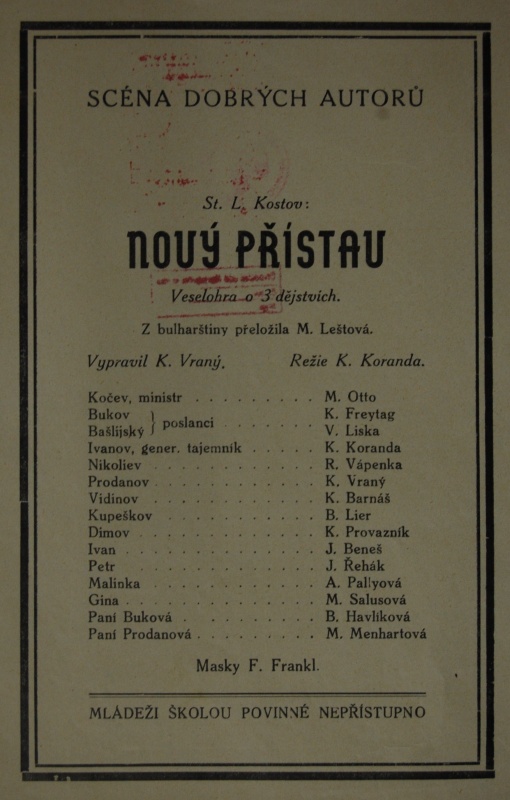 SCÉNA DOBRÝCH AUTORŮ
St. L. Kostov:
NOVÝ PŘÍSTAV
Veselohra o 3 dějstvích.
Z bulharštiny přeložila M. Leštová.
Vypravil K. Vraný. Režie K. Koranda.
Kočev, ministr . . . . . . . . . M. Otto
Bukov } poslanci . . . . . . . K. Freytag
Bašlijský } V. Liska
Ivanov, gener. tajemník . . . . . K. Koranda
Nikoliev . . . . . . . . . . . . R. Vápenka
Prodanov . . . . . . . . . . . . K. Vraný
Vidinov . . . . . . . . . . . . K. Barnáš
Kupeškov . . . . . . . . . . . B. Lier
Dimov . . . . . . . . . . . . . K. Provazník
Ivan . . . . . . . . . . . . . . J. Beneš
Petr . . . . . . . . . . . . . . J. Řehák
Malinka . . . . . . . . . . . . A. Pallyová
Gina . . . . . . . . . . . . . . M. Salusová
Paní Buková . . . . . . . . . . B. Havlíková
Paní Prodanová . . . . . . . . . M. Menhartová
Masky F. Frankl.
MLÁDEŽI ŠKOLOU POVINNÉ NEPŘÍSTUPNO